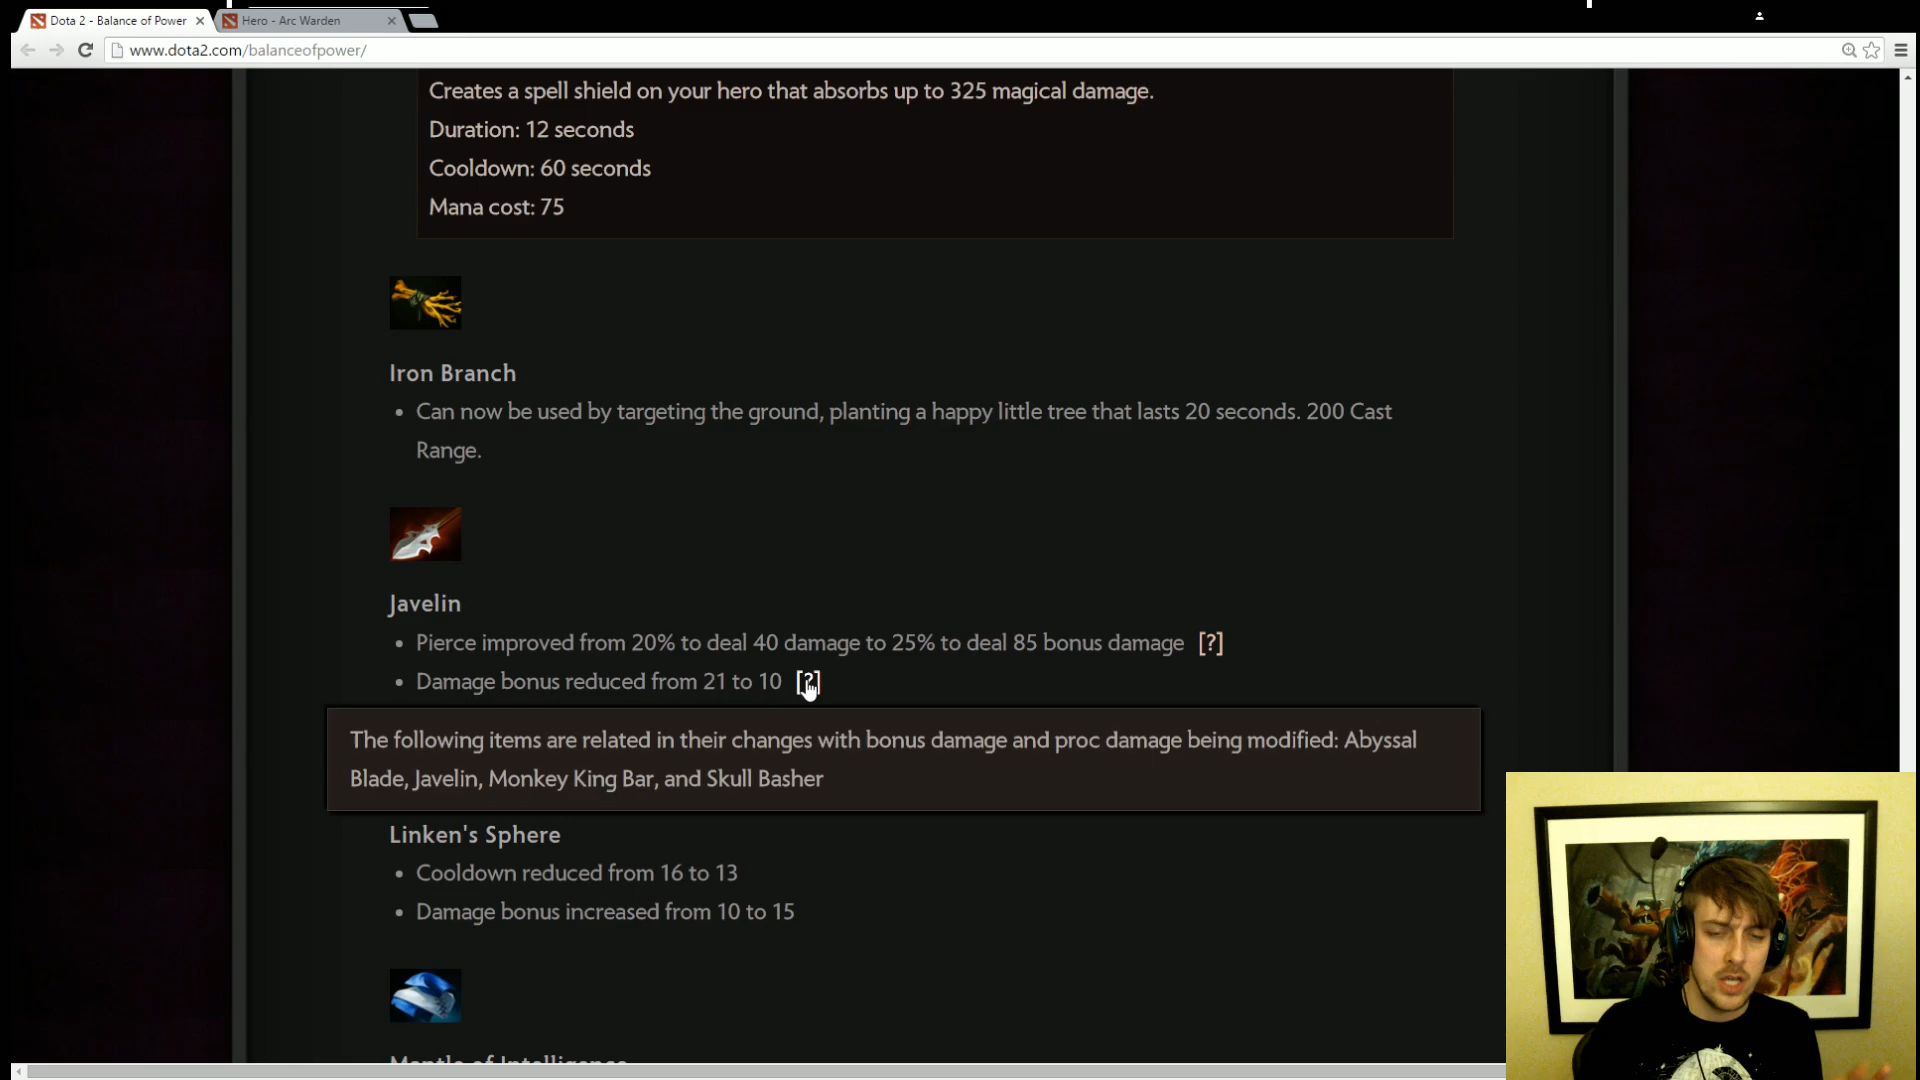 Dota 2 - Balance of Power
Hero - Arc Warden
www.dota2.com/balanceofpower/
Creates a spell shield on your hero that absorbs up to 325 magical damage.
Duration: 12 seconds
Cooldown: 60 seconds
Mana cost: 75
Iron Branch
Can now be used by targeting the ground, planting a happy little tree that lasts 20 seconds. 200 Cast
Range.
Javelin
Pierce improved from 20% to deal 40 damage to 25% to deal 85 bonus damage [?]
Damage bonus reduced from 21 to 10 [?]
The following items are related in their changes with bonus damage and proc damage being modified: Abyssal
Blade, Javelin, Monkey King Bar, and Skull Basher
Linken's Sphere
Cooldown reduced from 16 to 13
Damage bonus increased from 10 to 15
Mantle of Intelligence